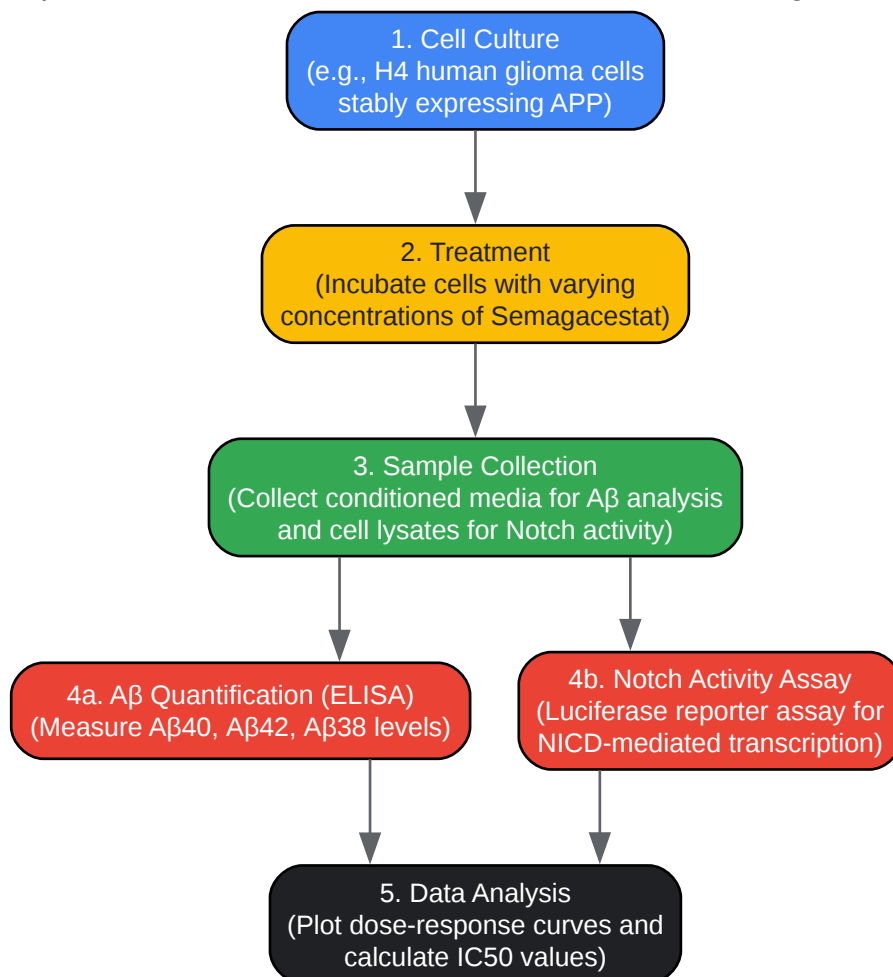 1. Cell Culture
(e.g., H4 human glioma cells
stably expressing APP)
2. Treatment
(Incubate cells with varying
concentrations of Semagacestat)
3. Sample Collection
(Collect conditioned media for Aβ analysis
and cell lysates for Notch activity)
4a. Aβ Quantification (ELISA)
(Measure Aβ40, Aβ42, Aβ38 levels)
4b. Notch Activity Assay
(Luciferase reporter assay for
NICD-mediated transcription)
5. Data Analysis
(Plot dose-response curves and
calculate IC50 values)